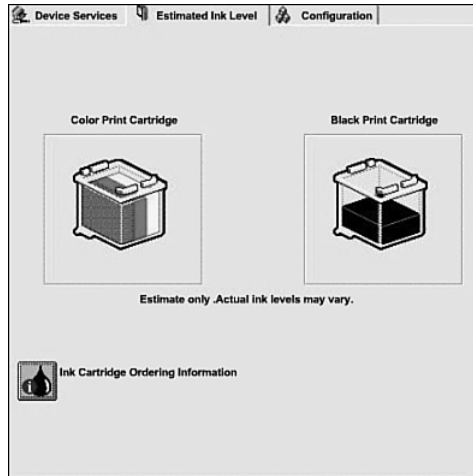 Device Services Estimated Ink Level Configuration
Color Print Cartridge Black Print Cartridge
Estimate only .Actual ink levels may vary.
Ink Cartridge Ordering Information